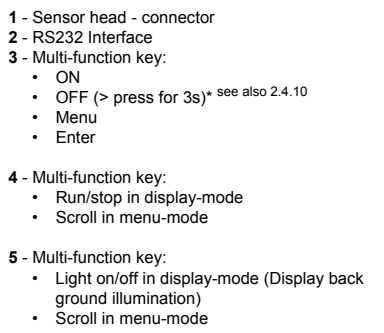 1 - Sensor head - connector
2 - RS232 Interface
3 - Multi-function key:
• ON
• OFF (> press for 3s)* see also 2.4.10
• Menu
• Enter
4 - Multi-function key:
• Run/stop in display-mode
• Scroll in menu-mode
5 - Multi-function key:
• Light on/off in display-mode (Display back
ground illumination)
• Scroll in menu-mode